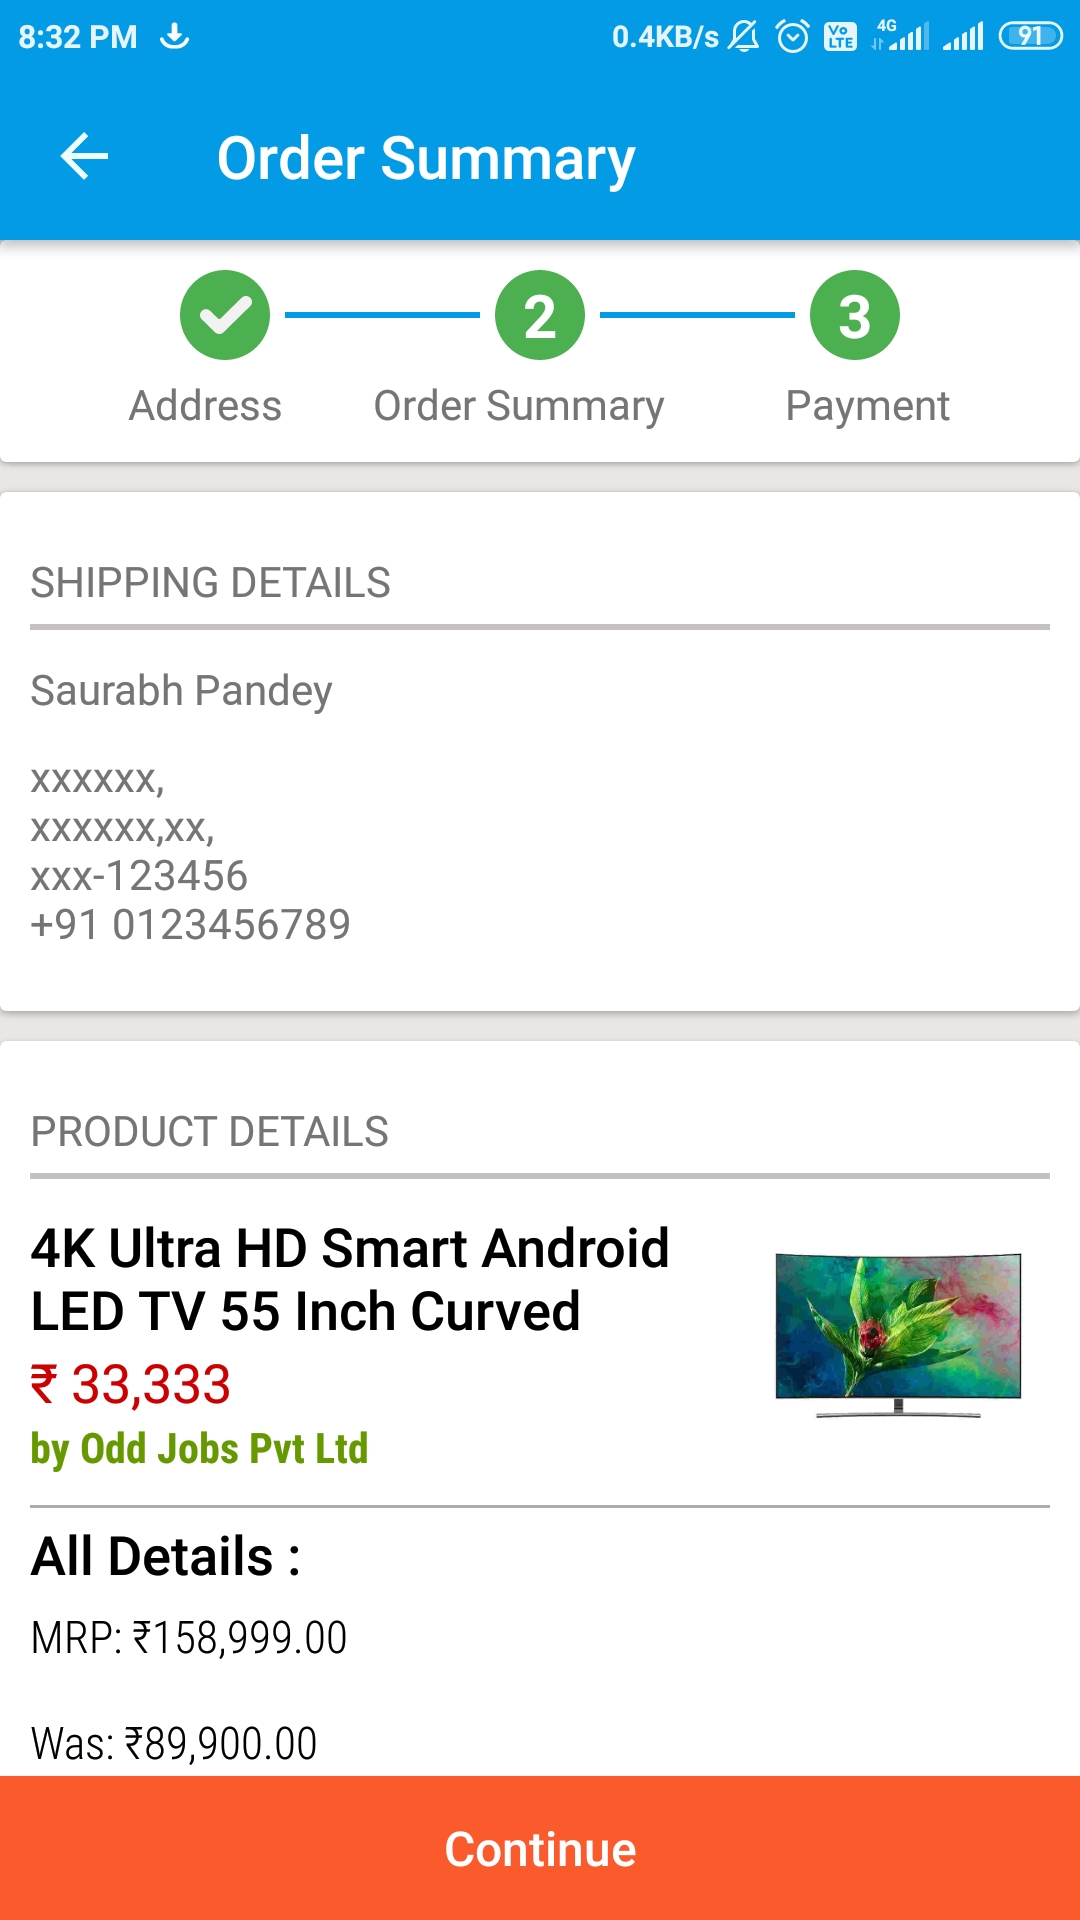 8:32 PM
0.4KB/s
Vo
LTE
4G
91
Order Summary
2
3
Address
Order Summary
Payment
SHIPPING DETAILS
Saurabh Pandey
xxxxxx,
xxxxxx,xx,
xxx-123456
+91 0123456789
PRODUCT DETAILS
4K Ultra HD Smart Android
LED TV 55 Inch Curved
₹ 33,333
by Odd Jobs Pvt Ltd
All Details :
MRP: ₹158,999.00
Was: ₹89,900.00
Continue